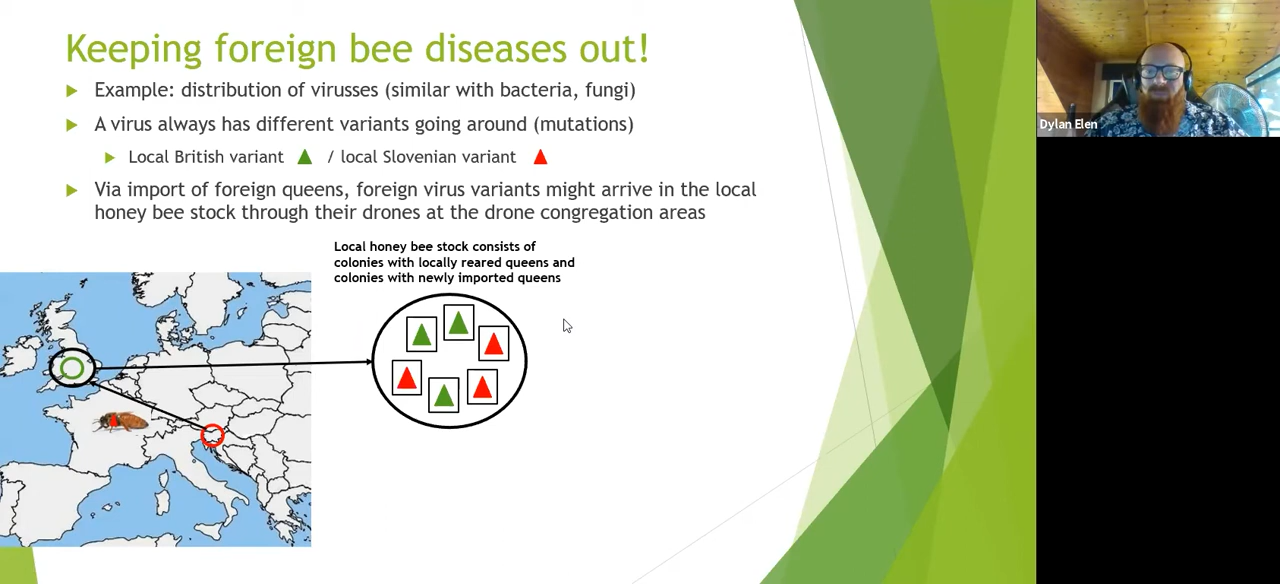 Keeping foreign bee diseases out!
Example: distribution of virusses (similar with bacteria, fungi)
A virus always has different variants going around (mutations)
Local British variant / local Slovenian variant
Via import of foreign queens, foreign virus variants might arrive in the local
honey bee stock through their drones at the drone congregation areas
Local honey bee stock consists of
colonies with locally reared queens and
colonies with newly imported queens
Dylan Elen